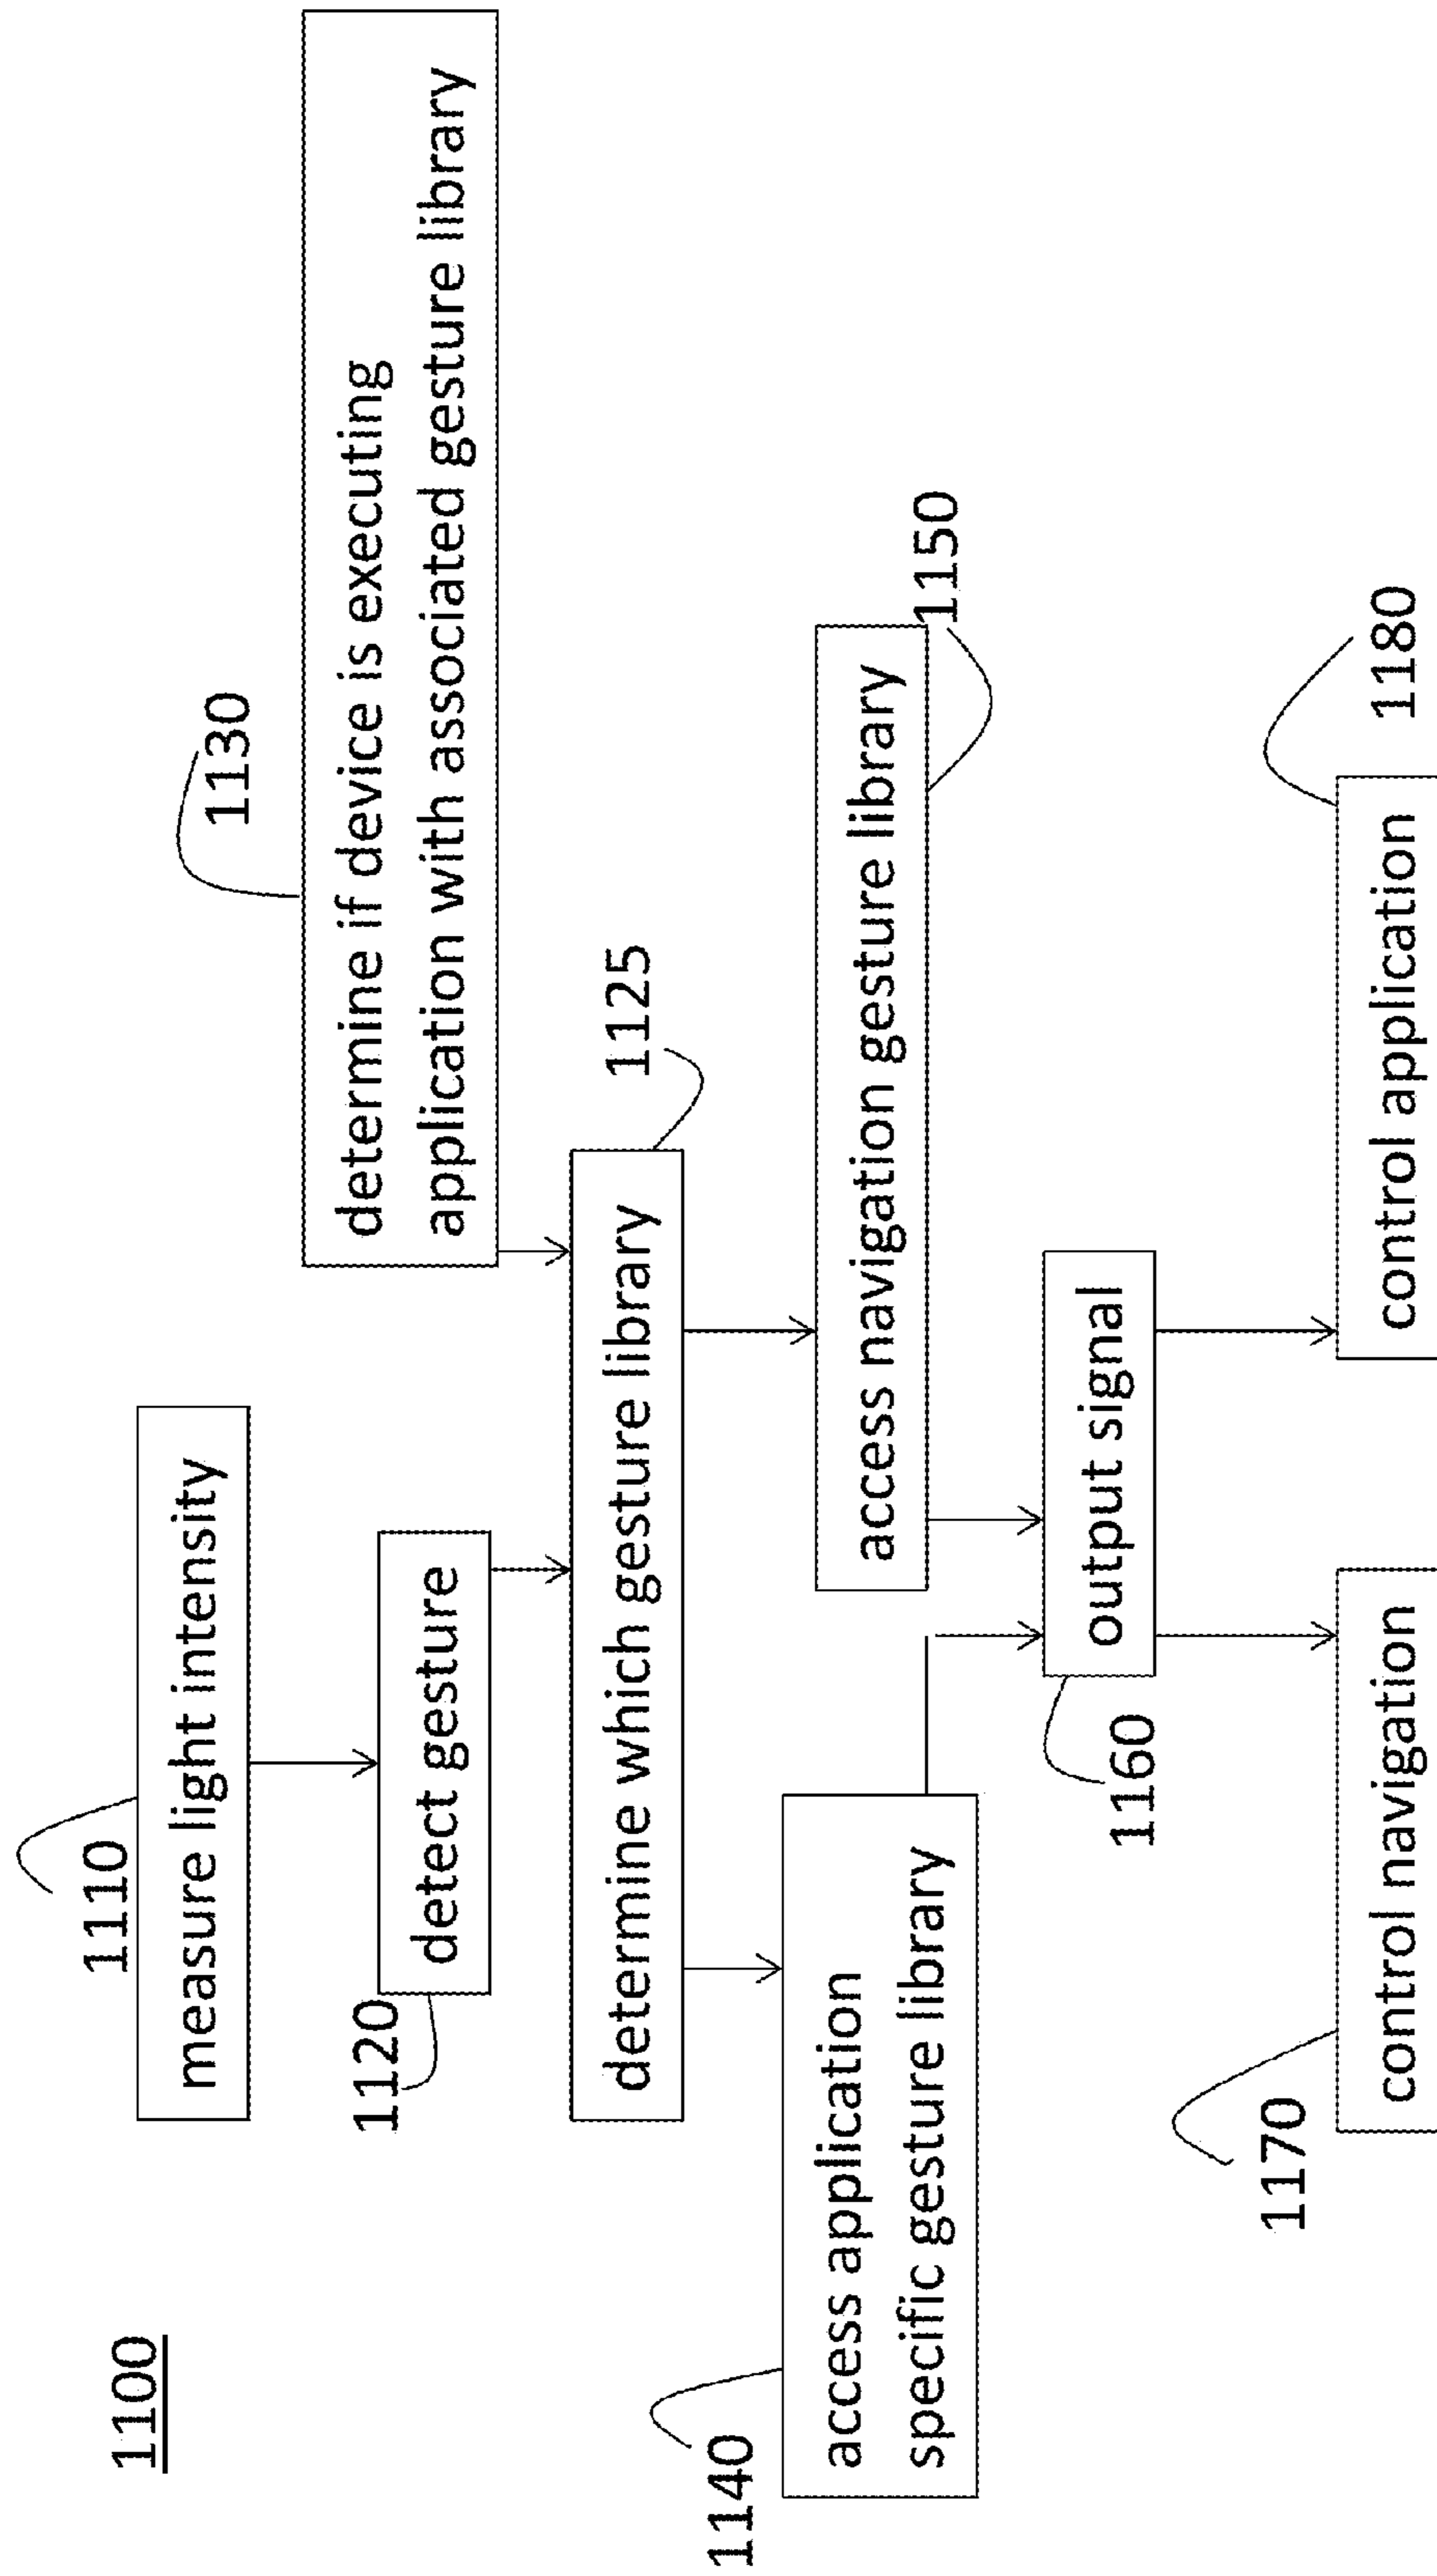 1100
1110
measure light intensity
1130
1120
detect gesture
determine if device is executing
application with associated gesture library
1125
determine which gesture library
1140
access application
specific gesture library
access navigation gesture library
1150
1160
output signal
1170
control navigation
1180
control application